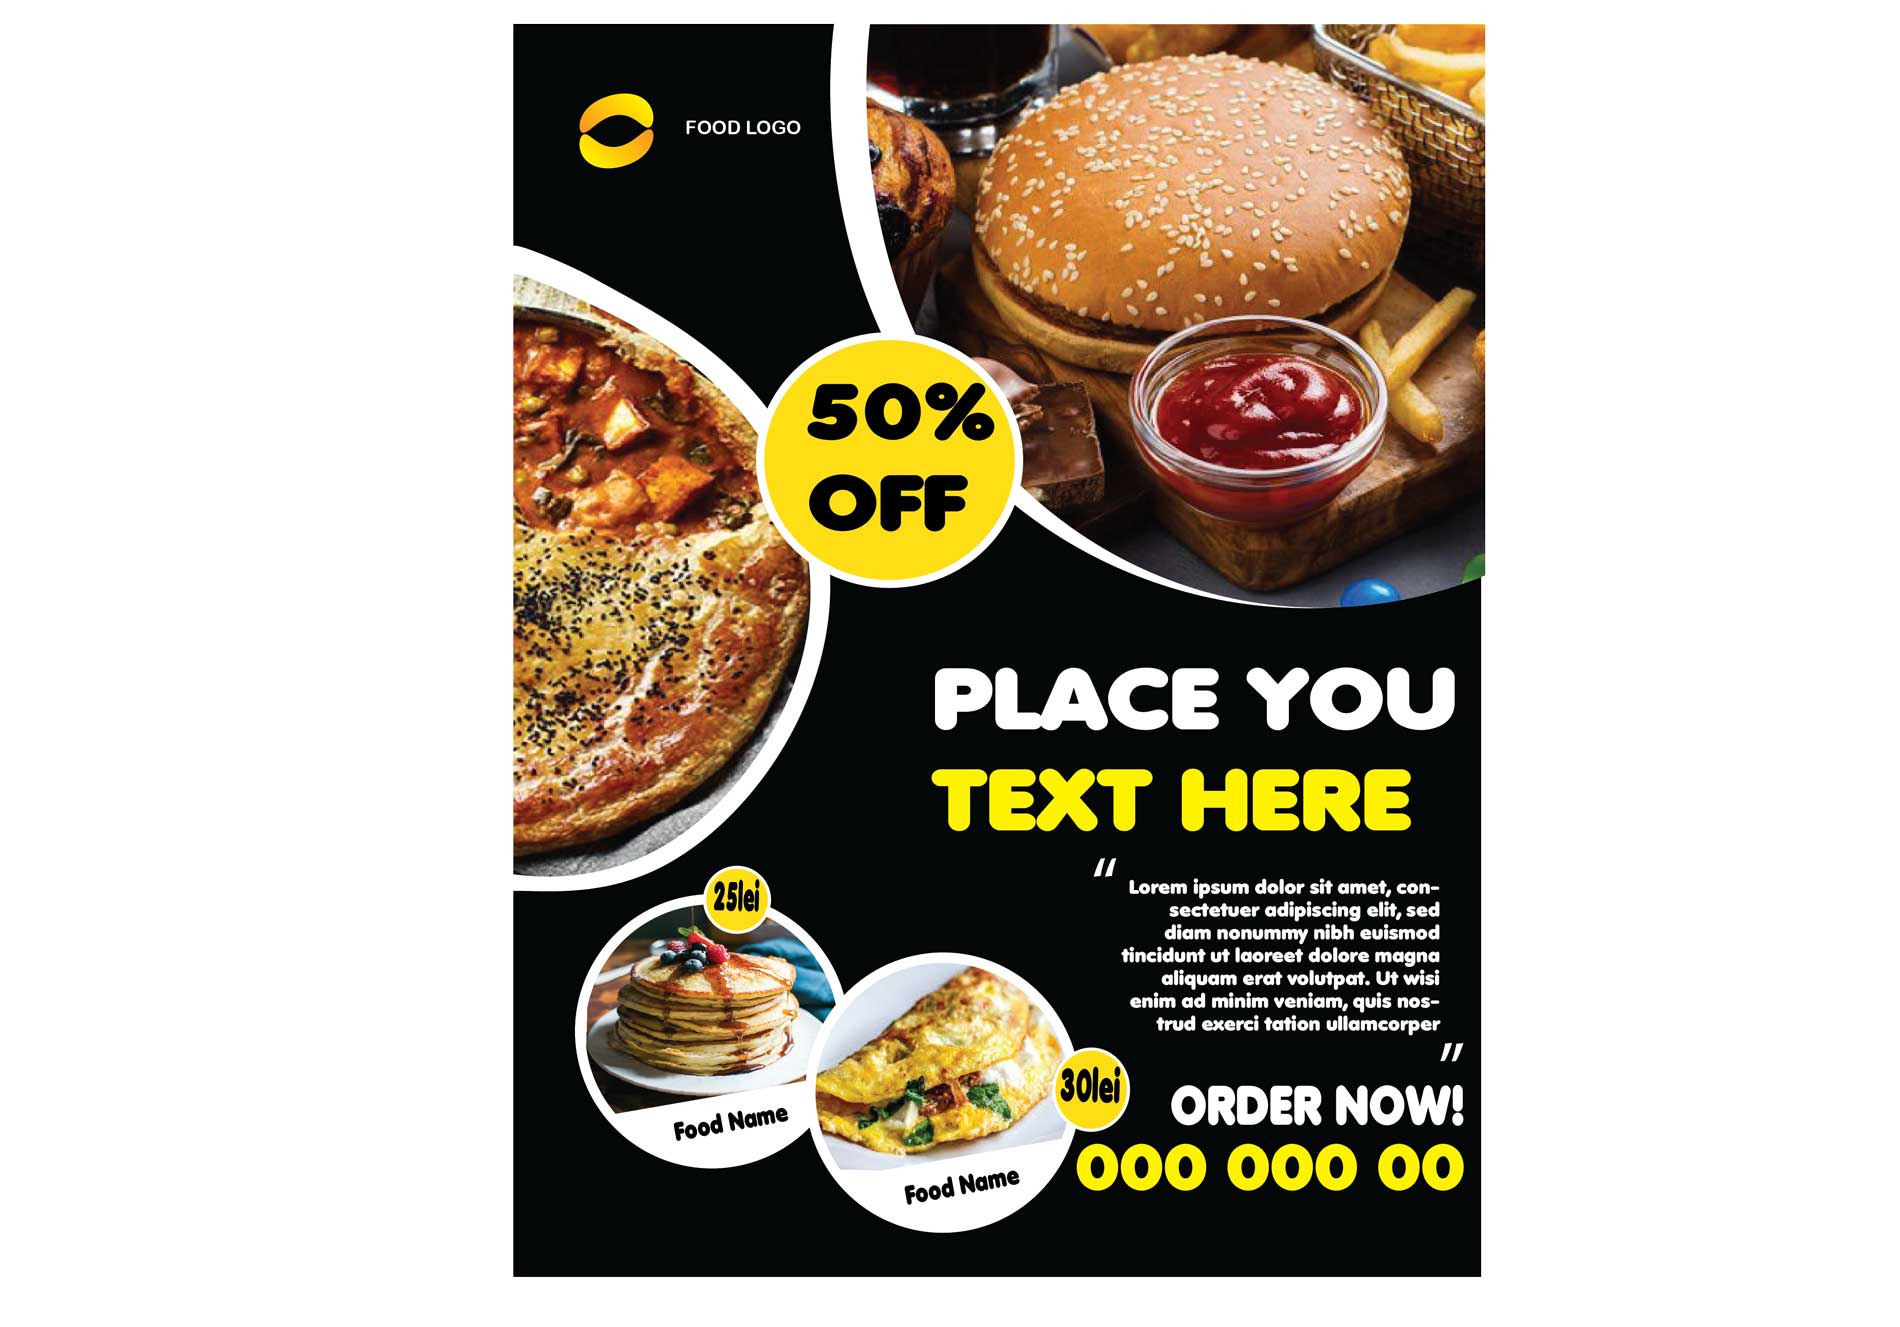 FOOD LOGO
50%
OFF
PLACE YOU
TEXT HERE
“
Lorem ipsum dolor sit amet, con-
sectetuer adipiscing elit, sed
diam nonummy nibh euismod
tincidunt ut laoreet dolore magna
aliquam erat volutpat. Ut wisi
enim ad minim veniam, quis nos-
trud exerci tation ullamcorper
”
25lei
Food Name
30lei
Food Name
ORDER NOW!
000 000 00